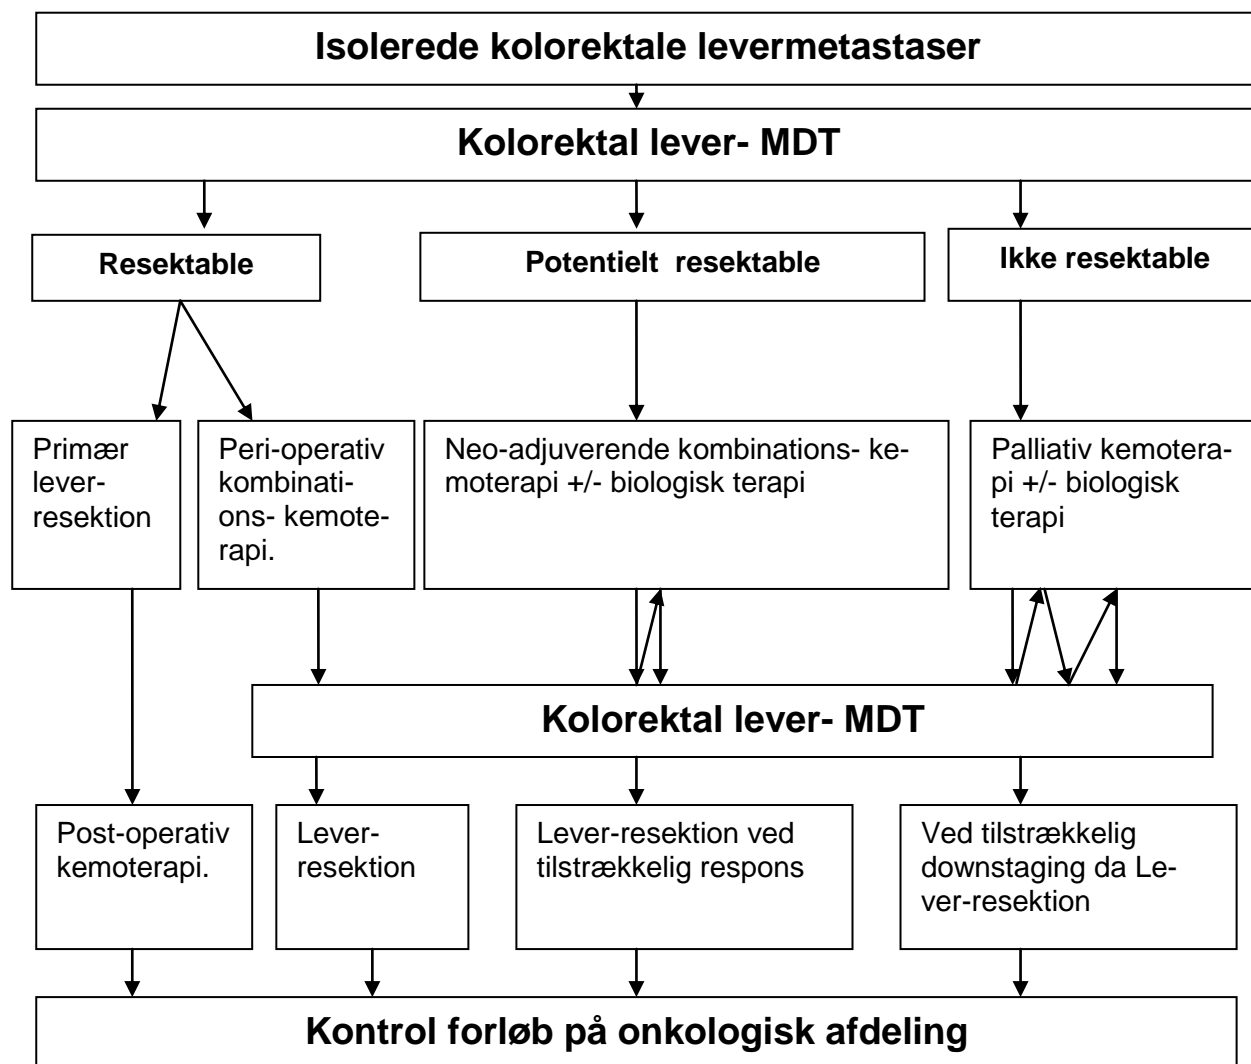 Isolerede kolorektale levermetastaser
Kolorektal lever- MDT
Resektable
Potentielt  resektable
Ikke resektable
Primær
lever-
resektion
Peri-operativ
kombinati-
ons- kemote-
rapi.
Neo-adjuverende kombinations- ke-
moterapi +/- biologisk terapi
Palliativ kemotera-
pi +/- biologisk
terapi
Kolorektal lever- MDT
Post-operativ
kemoterapi.
Lever-
resektion
Lever-resektion ved
tilstrækkelig respons
Ved tilstrækkelig
downstaging da Le-
ver-resektion
Kontrol forløb på onkologisk afdeling